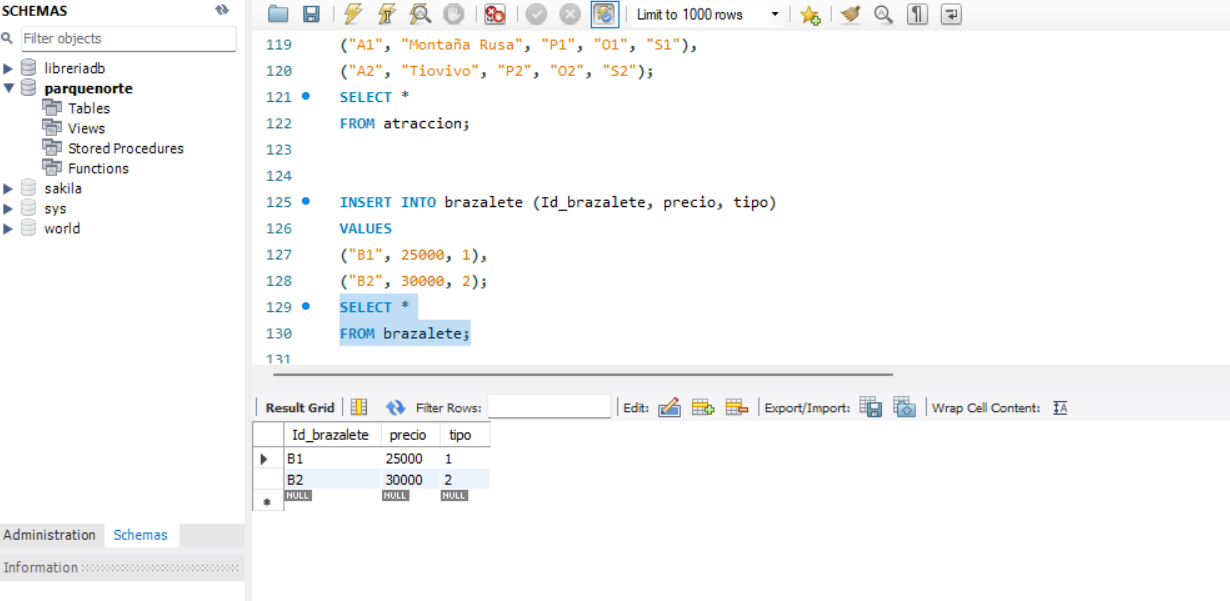 SCHEMAS
Filter objects
libreriadb
parquenorte
Tables
Views
Stored Procedures
Functions
sakila
sys
world
Administration Schemas
Information
Limit to 1000 rows
119 ("A1", "Montaña Rusa", "P1", "O1", "S1"),
120 ("A2", "Tiovivo", "P2", "O2", "S2");
121 SELECT *
122 FROM atraccion;
123
124
125 INSERT INTO brazalete (Id_brazalete, precio, tipo)
126 VALUES
127 ("B1", 25000, 1),
128 ("B2", 30000, 2);
129 SELECT *
130 FROM brazalete;
131
Result Grid Filter Rows: Edit: Export/Import: Wrap Cell Content: IA
Id_brazalete precio tipo
B1 25000 1
B2 30000 2
NULL NULL NULL